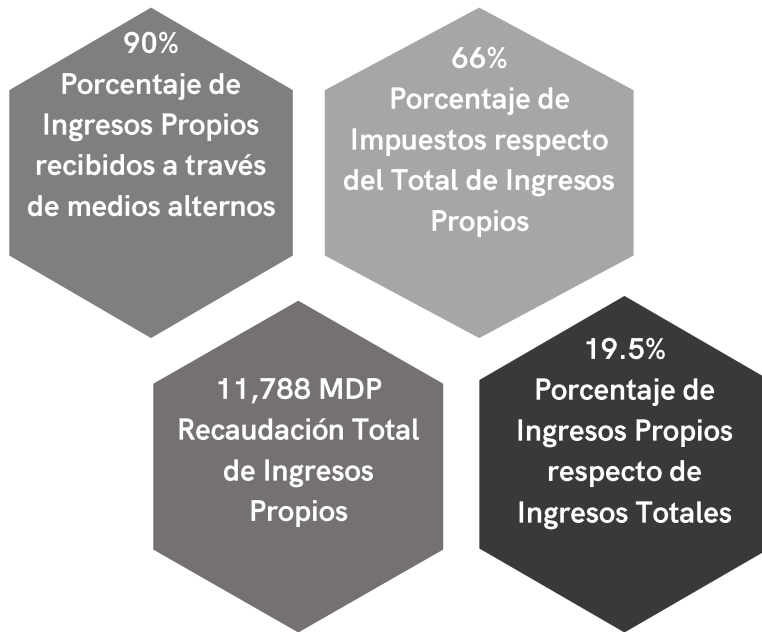 90%
Porcentaje de
Ingresos Propios
recibidos a través
de medios alternos
66%
Porcentaje de
Impuestos respecto
del Total de Ingresos
Propios
11,788 MDP
Recaudación Total
de Ingresos
Propios
19.5%
Porcentaje de
Ingresos Propios
respecto de
Ingresos Totales